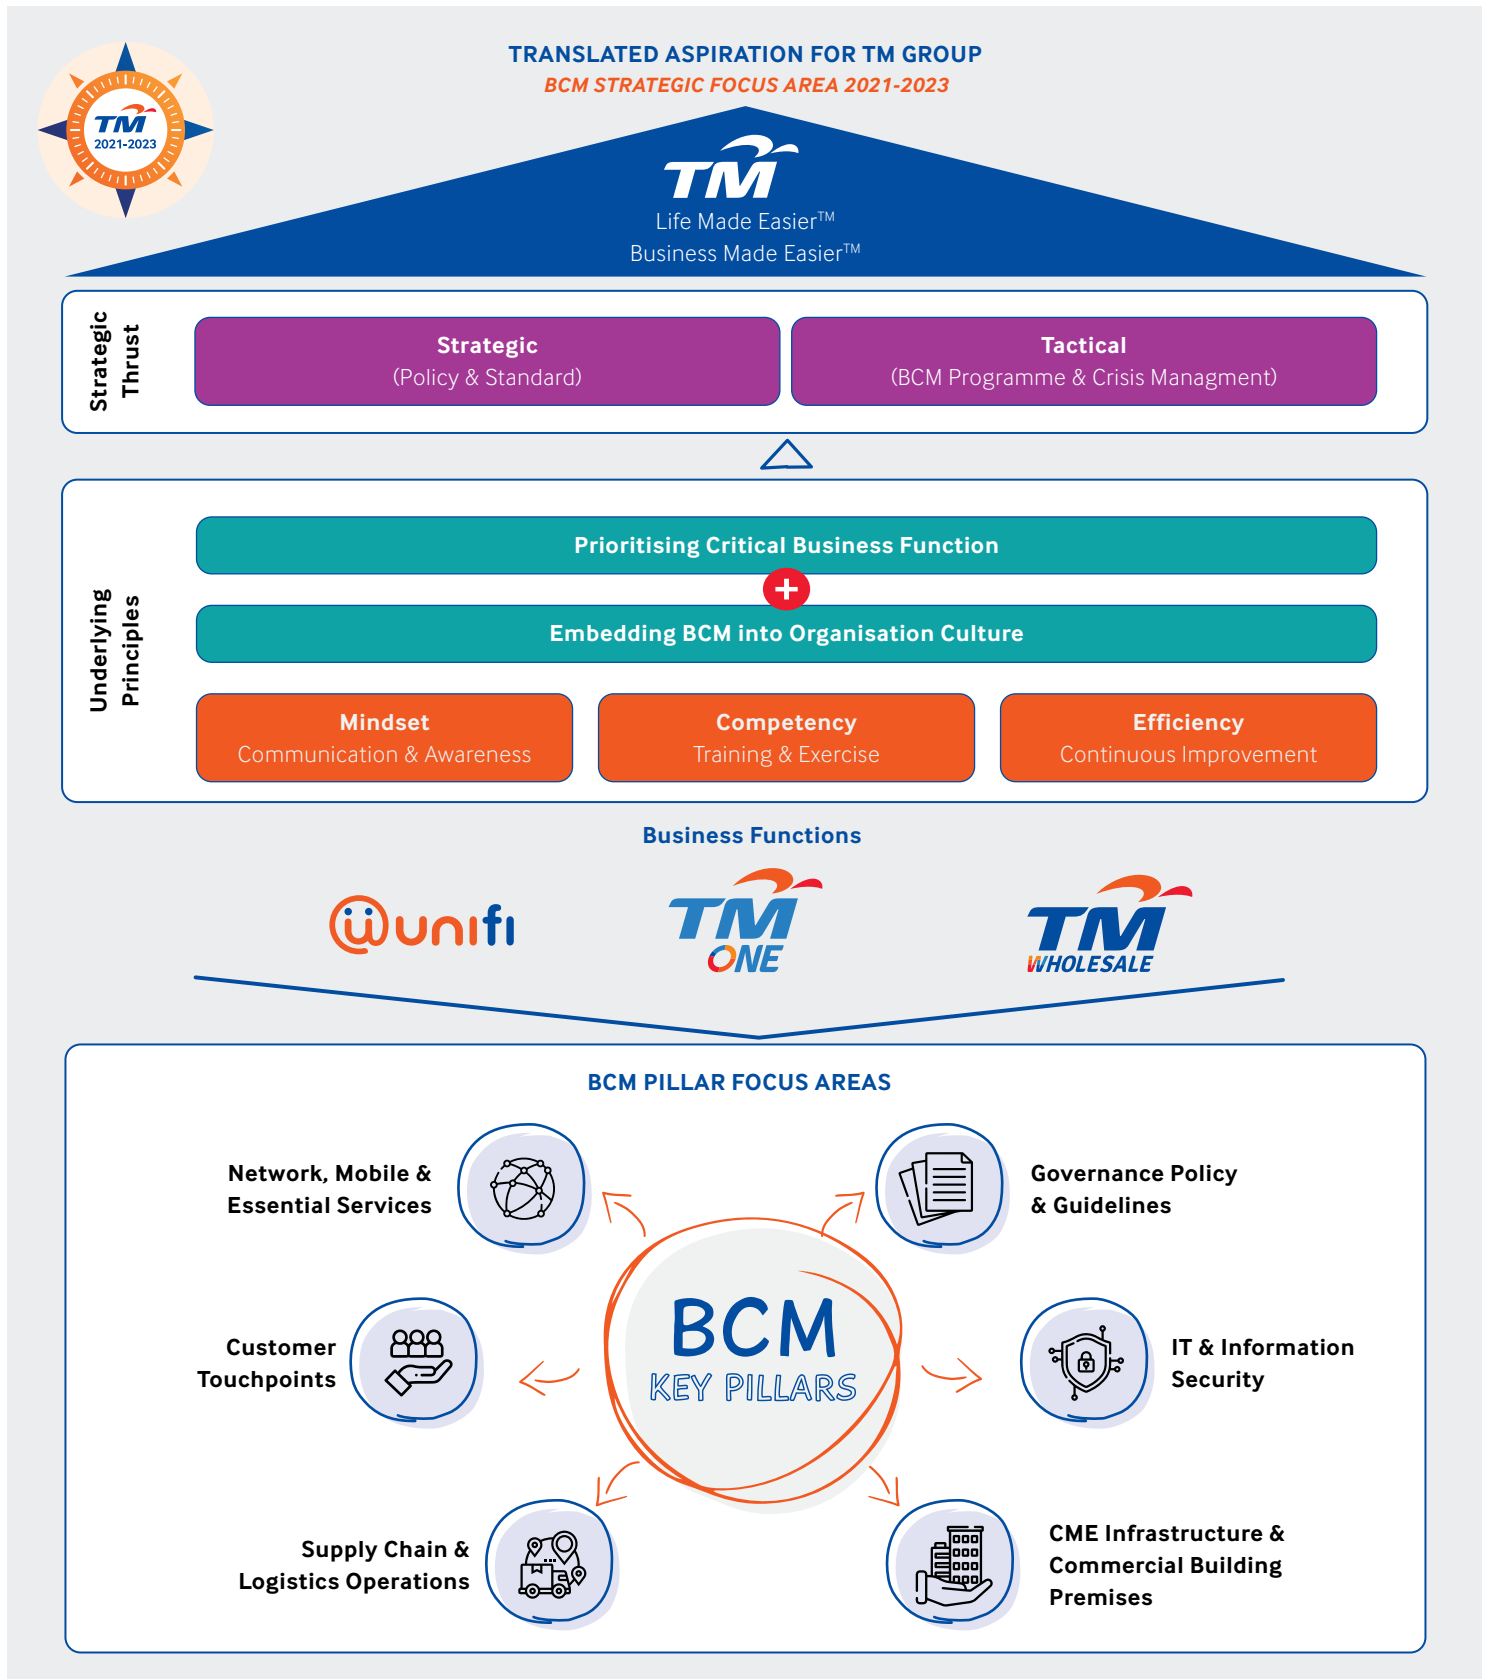 TRANSLATED ASPIRATION FOR TM GROUP
BCM STRATEGIC FOCUS AREA 2021-2023
TM
2021-2023
TM
Life Made Easier™
Business Made Easier™
Strategic
Thrust
Strategic
(Policy & Standard)
Tactical
(BCM Programme & Crisis Managment)
Underlying
Principles
Prioritising Critical Business Function
+
Embedding BCM into Organisation Culture
Mindset
Communication & Awareness
Competency
Training & Exercise
Efficiency
Continuous Improvement
Business Functions
unifi
TM
ONE
TM
WHOLESALE
BCM PILLAR FOCUS AREAS
Network, Mobile &
Essential Services
Governance Policy
& Guidelines
BCM
KEY PILLARS
Customer
Touchpoints
IT & Information
Security
Supply Chain &
Logistics Operations
CME Infrastructure &
Commercial Building
Premises